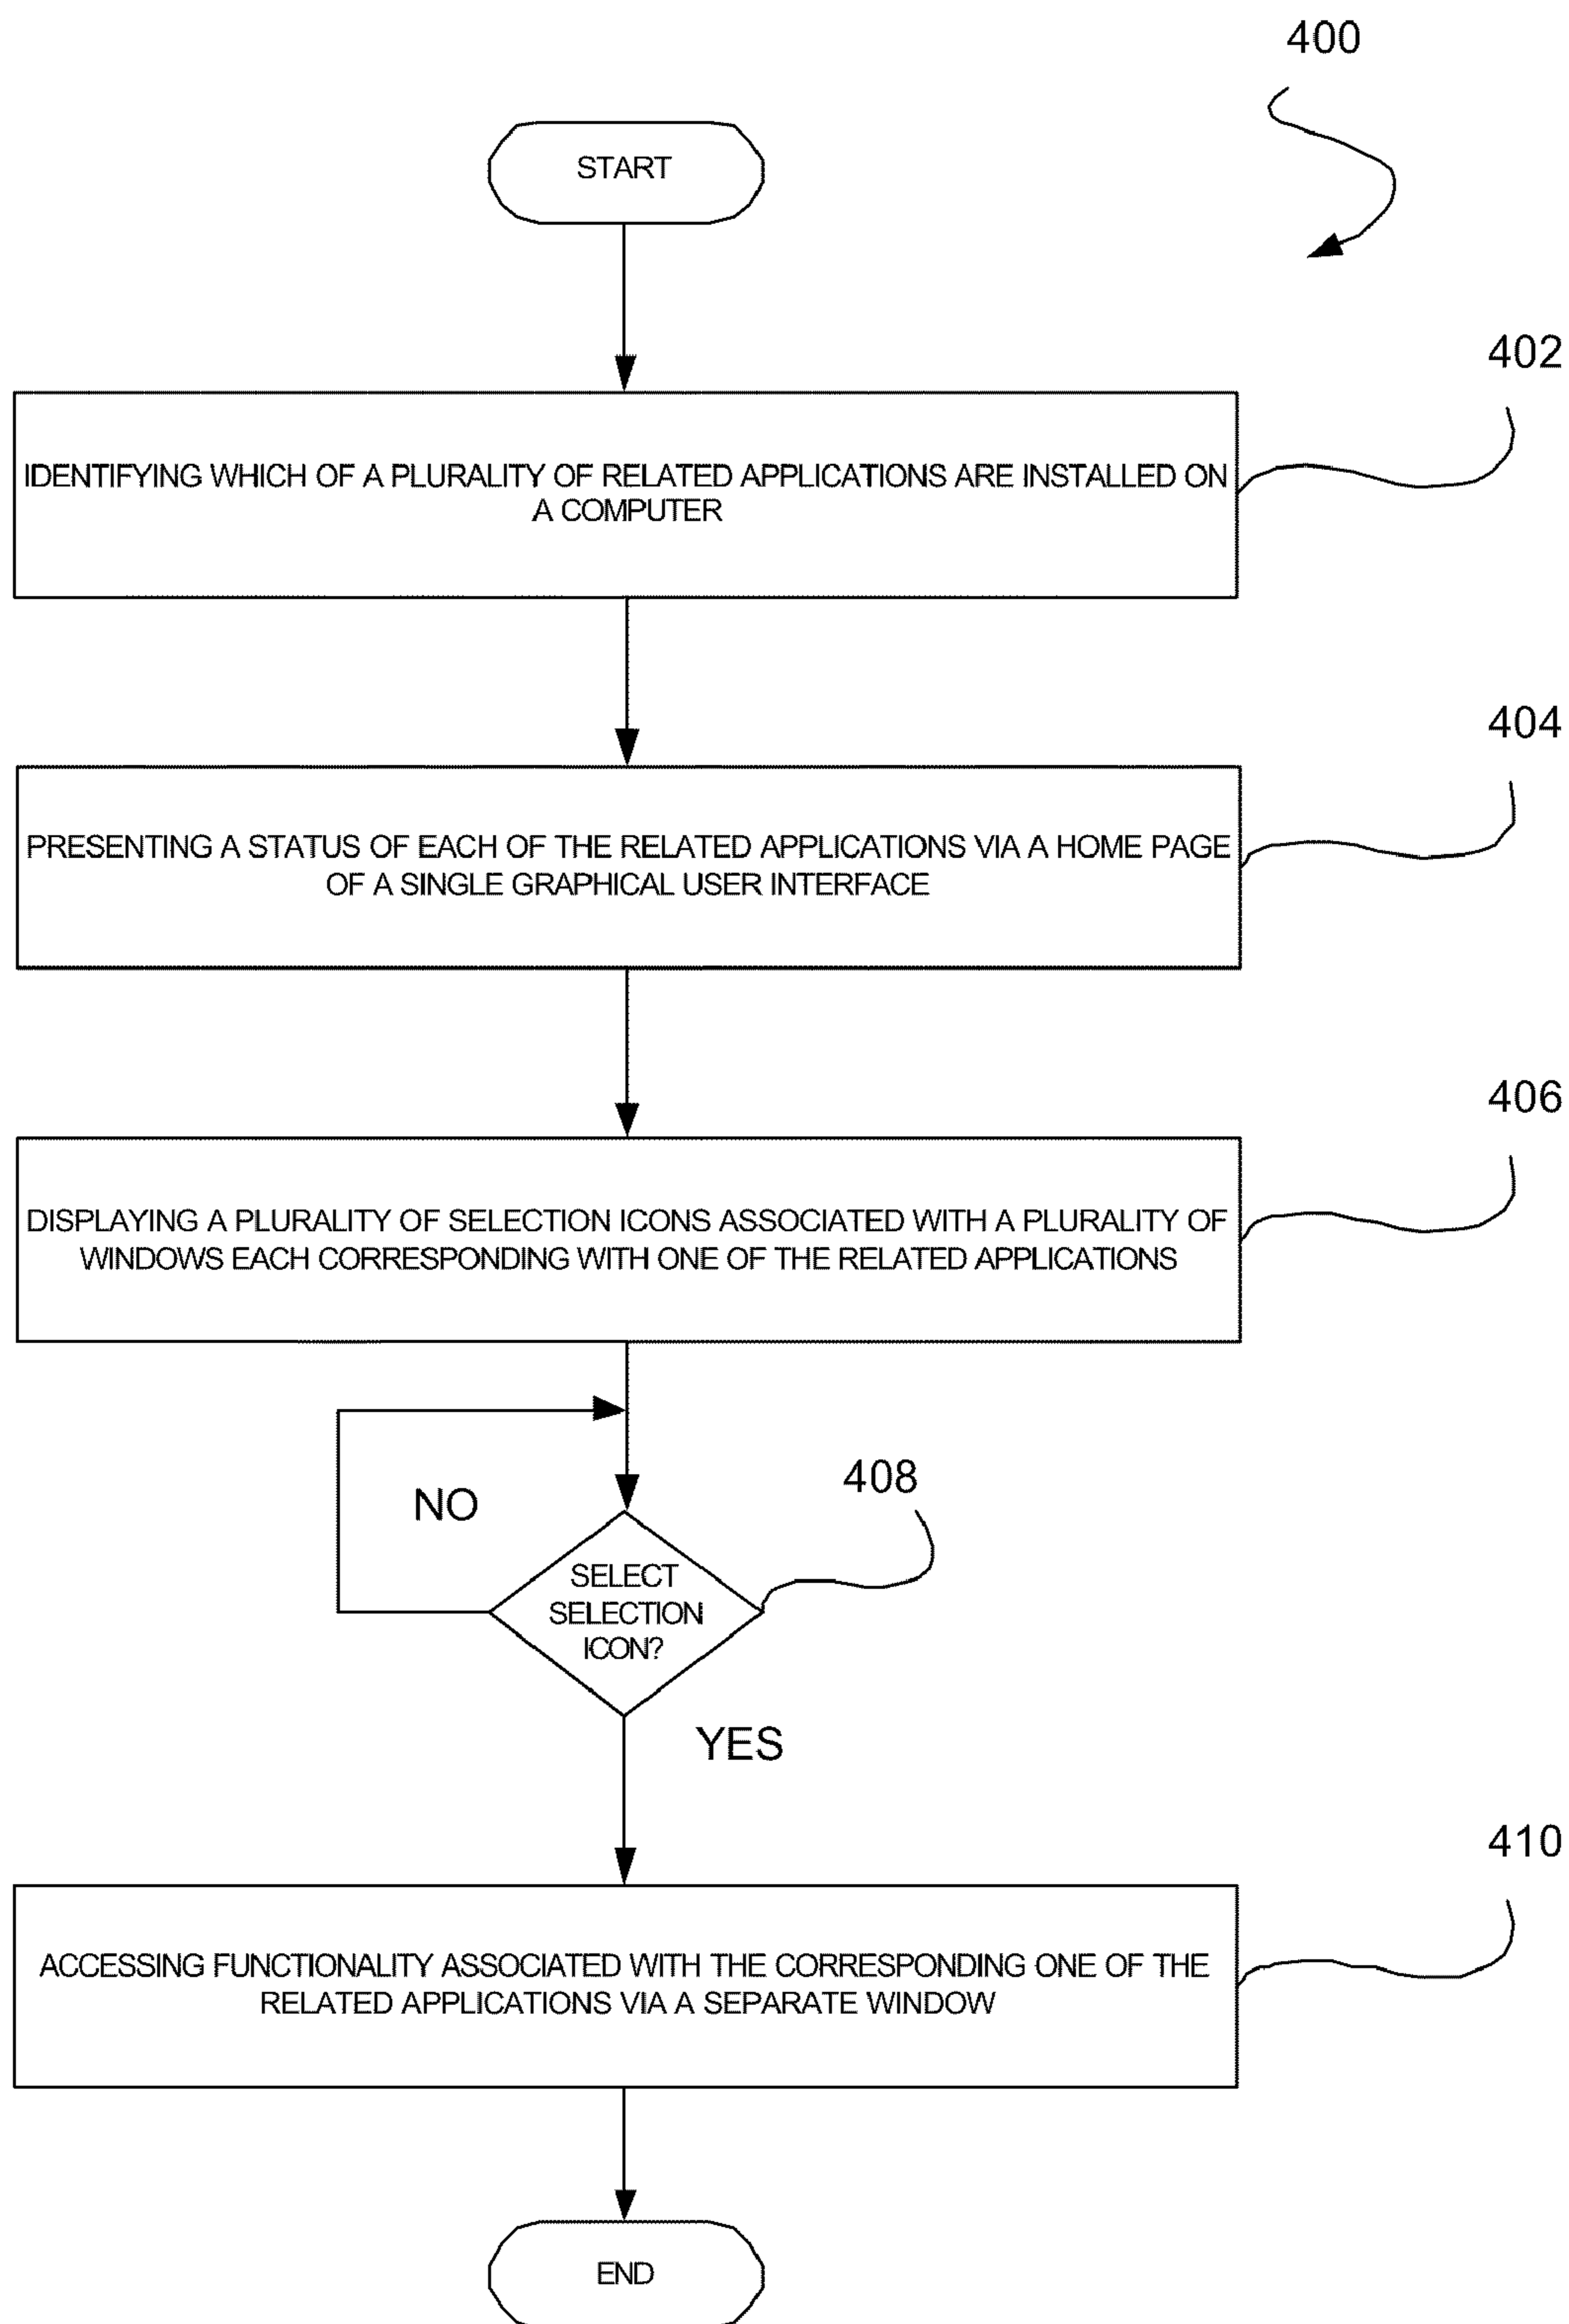 400
START
402
IDENTIFYING WHICH OF A PLURALITY OF RELATED APPLICATIONS ARE INSTALLED ON
A COMPUTER
404
PRESENTING A STATUS OF EACH OF THE RELATED APPLICATIONS VIA A HOME PAGE
OF A SINGLE GRAPHICAL USER INTERFACE
406
DISPLAYING A PLURALITY OF SELECTION ICONS ASSOCIATED WITH A PLURALITY OF
WINDOWS EACH CORRESPONDING WITH ONE OF THE RELATED APPLICATIONS
408
NO
SELECT
SELECTION
ICON?
YES
410
ACCESSING FUNCTIONALITY ASSOCIATED WITH THE CORRESPONDING ONE OF THE
RELATED APPLICATIONS VIA A SEPARATE WINDOW
END